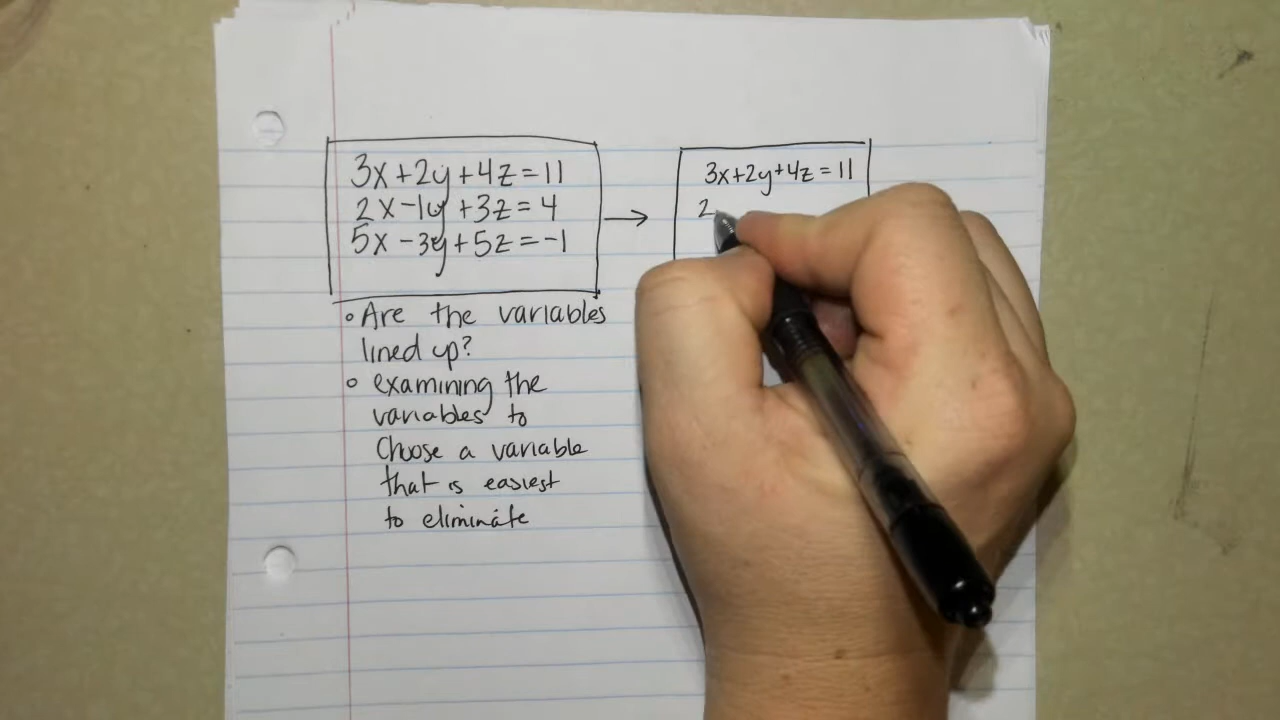 3x+2y+4z=11
2x-1y+3z=4
5x-3y+5z=-1
∘ Are the variables
lined up?
∘ examining the
variables to
Choose a variable
that is easiest
to eliminate
3x+2y+4z=11
2